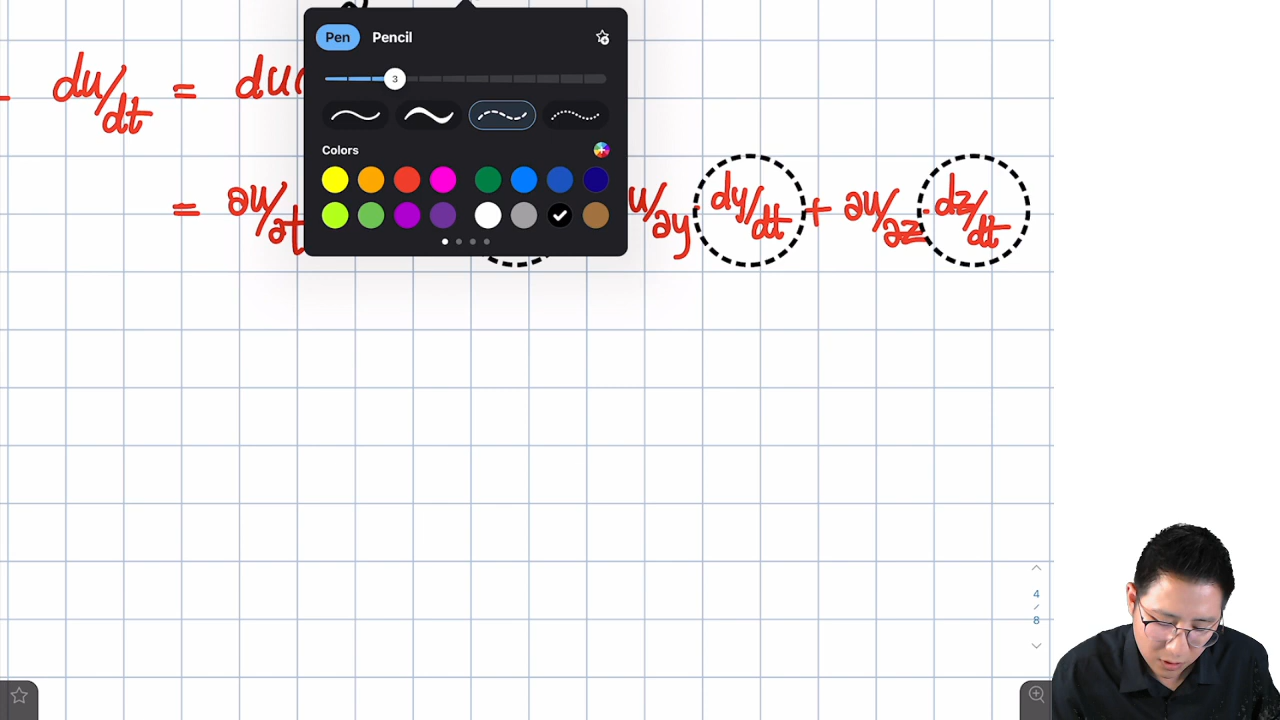 Pen Pencil
3
du/dt = du
Colors
= ∂u/∂t u/∂y · dy/dt + ∂u/∂z · dz/dt
4
/
8